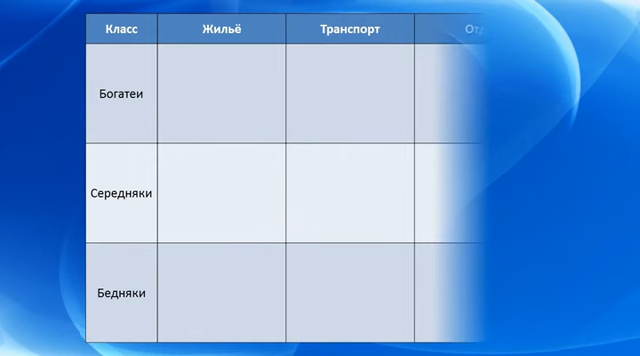 Класс Жильё Транспорт
Богатеи
Середняки
Бедняки